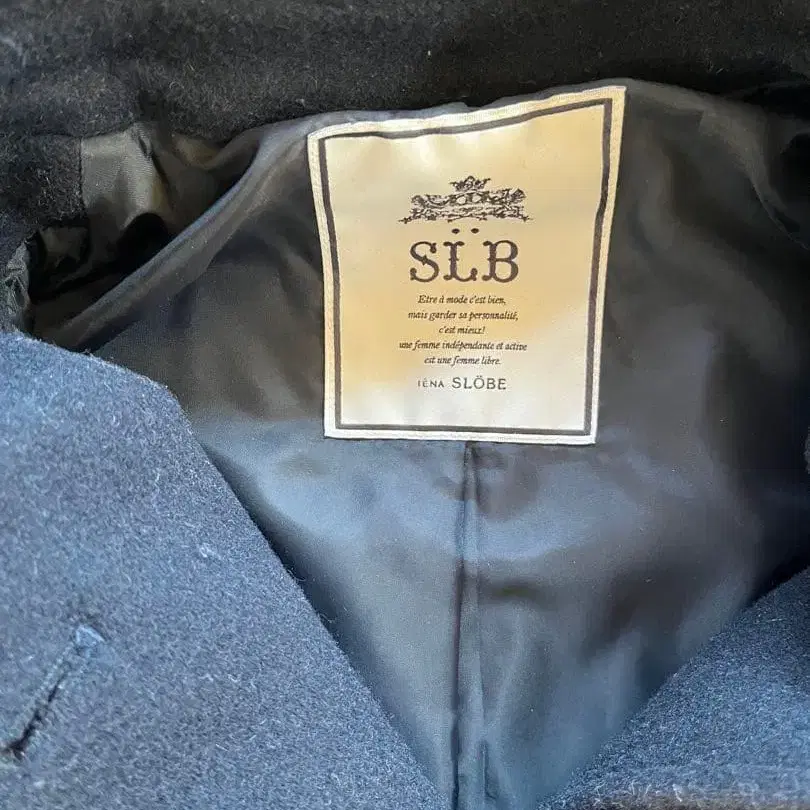 SL̈B
Etre à mode c'est bien,
mais garder sa personnalité,
c'est mieux!
une femme indépendante et active
est une femme libre.
IÉNA SLÖBE